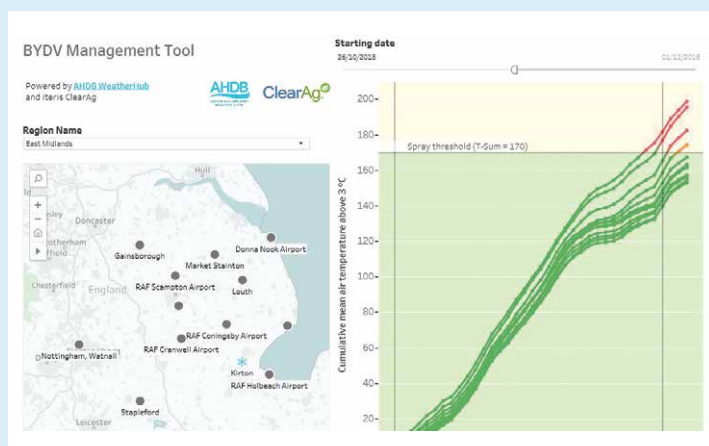 BYDV Management Tool
Powered by AHDB WeatherHub
and iteris ClearAg
AHDB
ClearAg
Region Name
East Midlands
Hull
Doncaster
Gainsborough
Donna Nook Airport
Market Stainton
Chesterfield
England
RAF Scampton Airport
Louth
RAF Coningsby Airport
RAF Cranwell Airport
Nottingham, Watnall
Kirton
RAF Holbeach Airport
Stapleford
Leicester
Starting date
26/10/2018
01/12/2018
Cumulative mean air temperature above 3 °C
200
180
Spray threshold (T-Sum = 170)
160
140
120
100
80
60
40
20